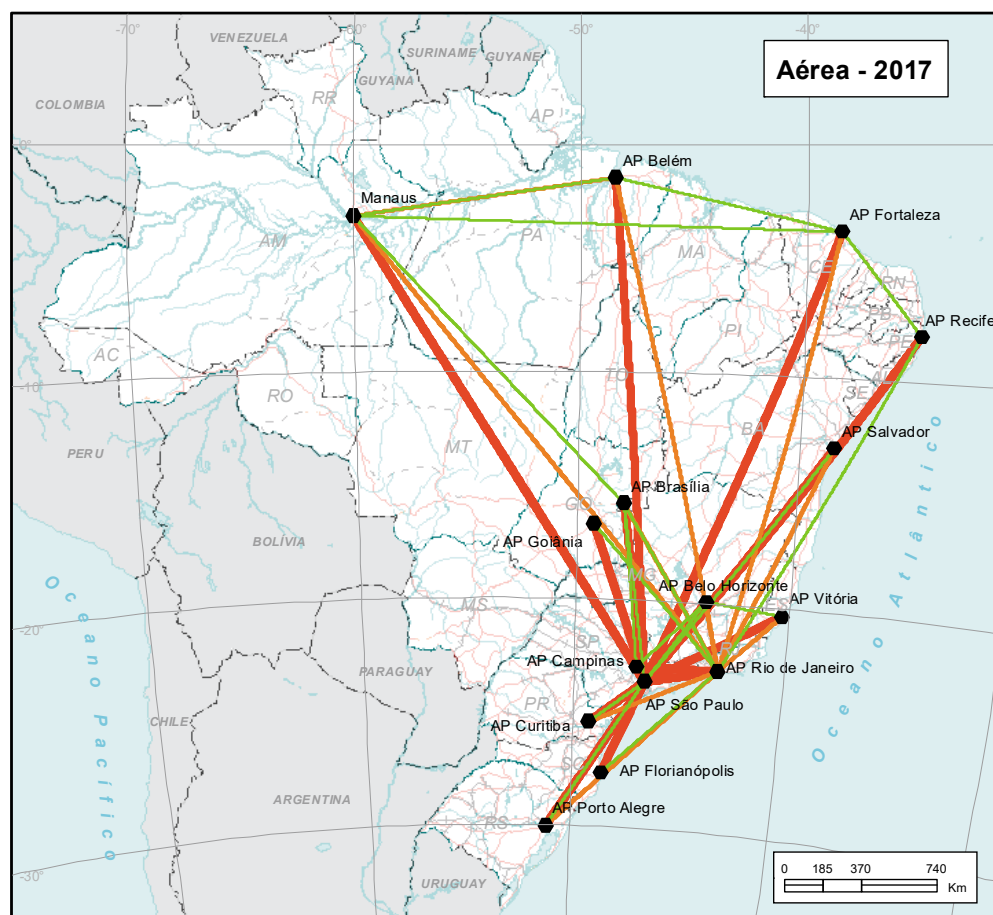 -70°
-60°
-50°
-40°
VENEZUELA
SURINAME
GUYANE
GUYANA
COLOMBIA
Aérea - 2017
RR
AP
0°
AP Belém
Manaus
AP Fortaleza
AM
PA
MA
CE
RN
PB
AP Recife
PE
PI
AC
TO
AL
-10°
RO
SE
BA
AP Salvador
PERU
MT
AP Brasília
GO
AP Goiânia
BOLÍVIA
Oceano Atlântico
MG
AP Belo Horizonte
MS
ES
AP Vitória
-20°
SP
RJ
AP Campinas
AP Rio de Janeiro
PARAGUAY
AP São Paulo
PR
CHILE
AP Curitiba
Oceano Pacífico
SC
AP Florianópolis
ARGENTINA
AP Porto Alegre
RS
-30°
URUGUAY
0 185 370 740
Km